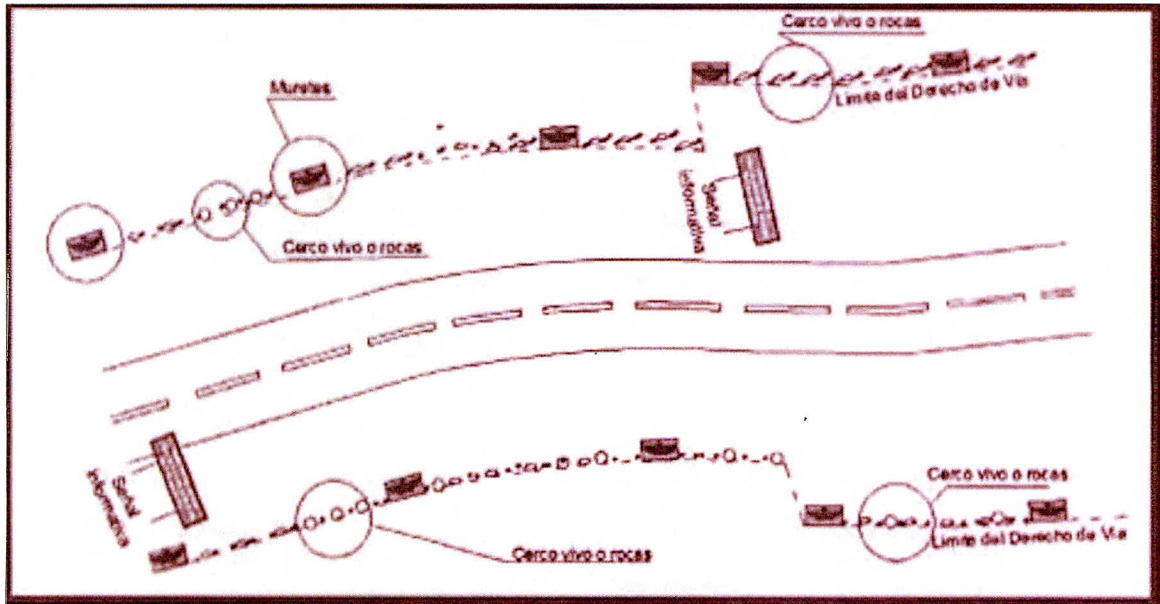 Cerco vivo o rocas
Muretes
Limite del Derecho de Via
Señal
informativa
Cerco vivo o rocas
Señal
informativa
Cerco vivo o rocas
Cerco vivo o rocas
Limite del Derecho de Via